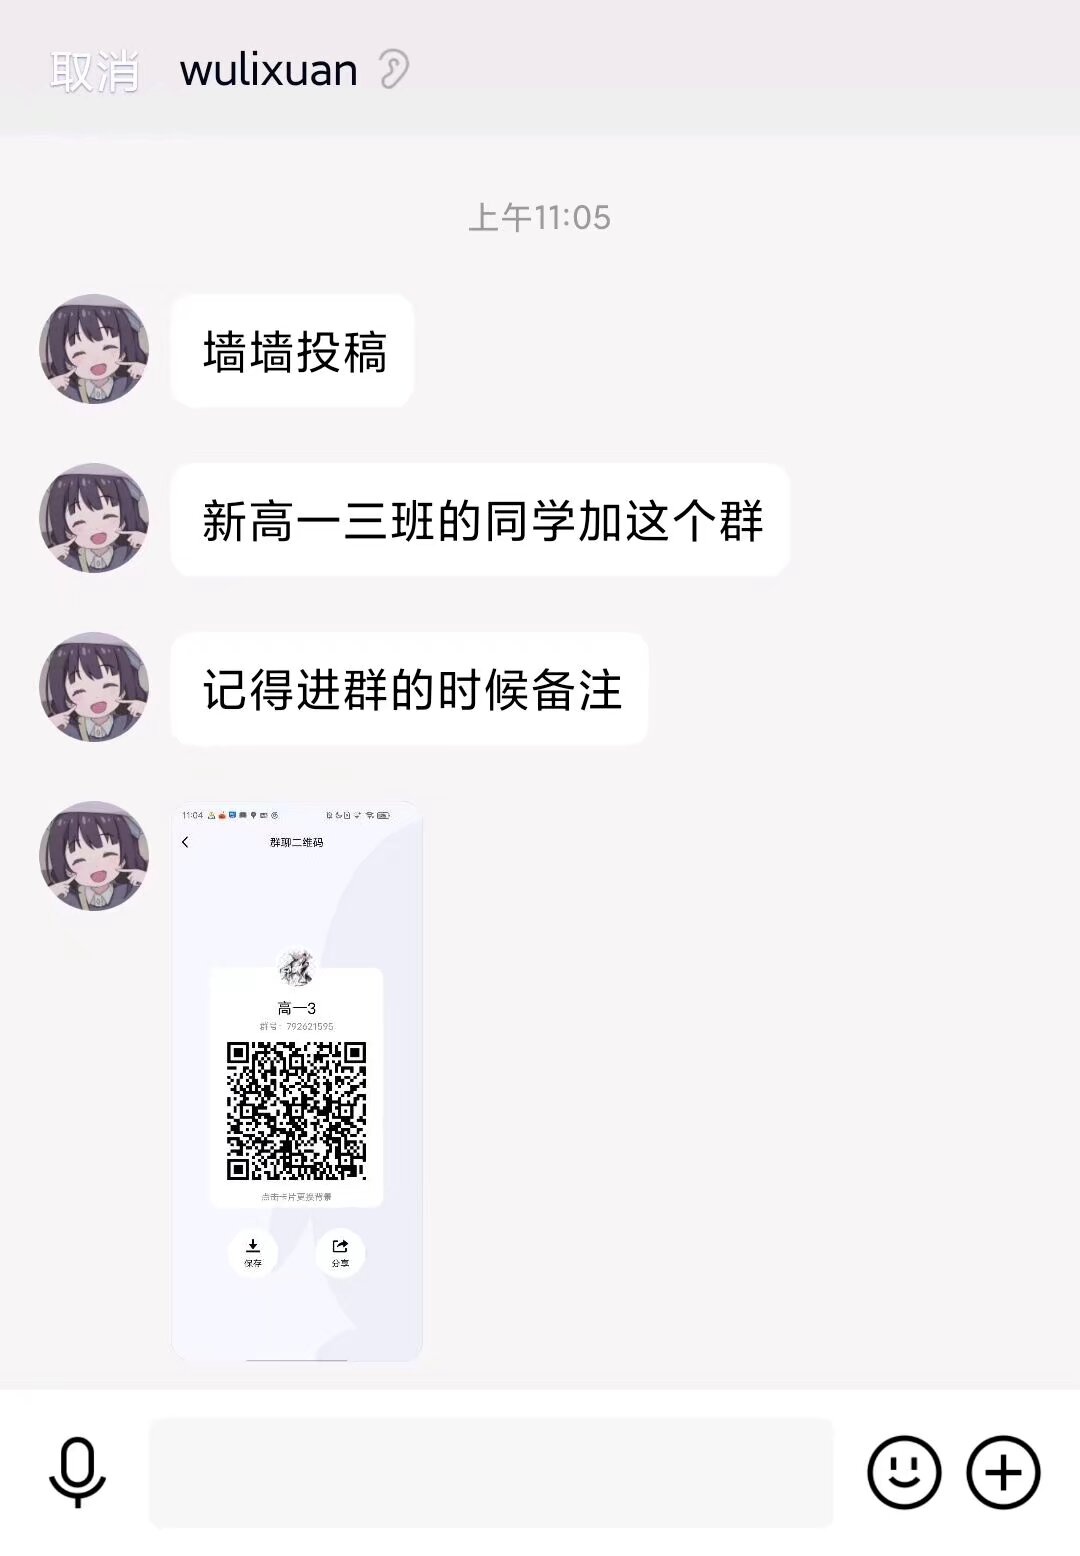 取消 wulixuan
上午11:05
墙墙投稿
新高一三班的同学加这个群
记得进群的时候备注
11:04
群聊二维码
高一3
群号：792621595
点击卡片更换背景
保存 分享